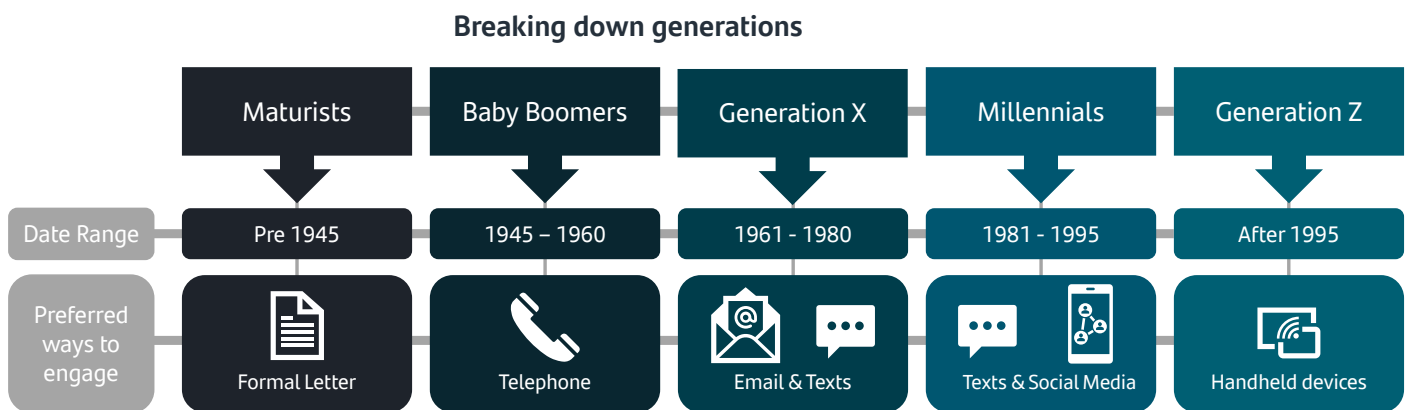 Breaking down generations
Maturists
Baby Boomers
Generation X
Millennials
Generation Z
Date Range
Pre 1945
1945 – 1960
1961 - 1980
1981 - 1995
After 1995
Preferred
ways to
engage
@
Formal Letter
Telephone
Email & Texts
Texts & Social Media
Handheld devices